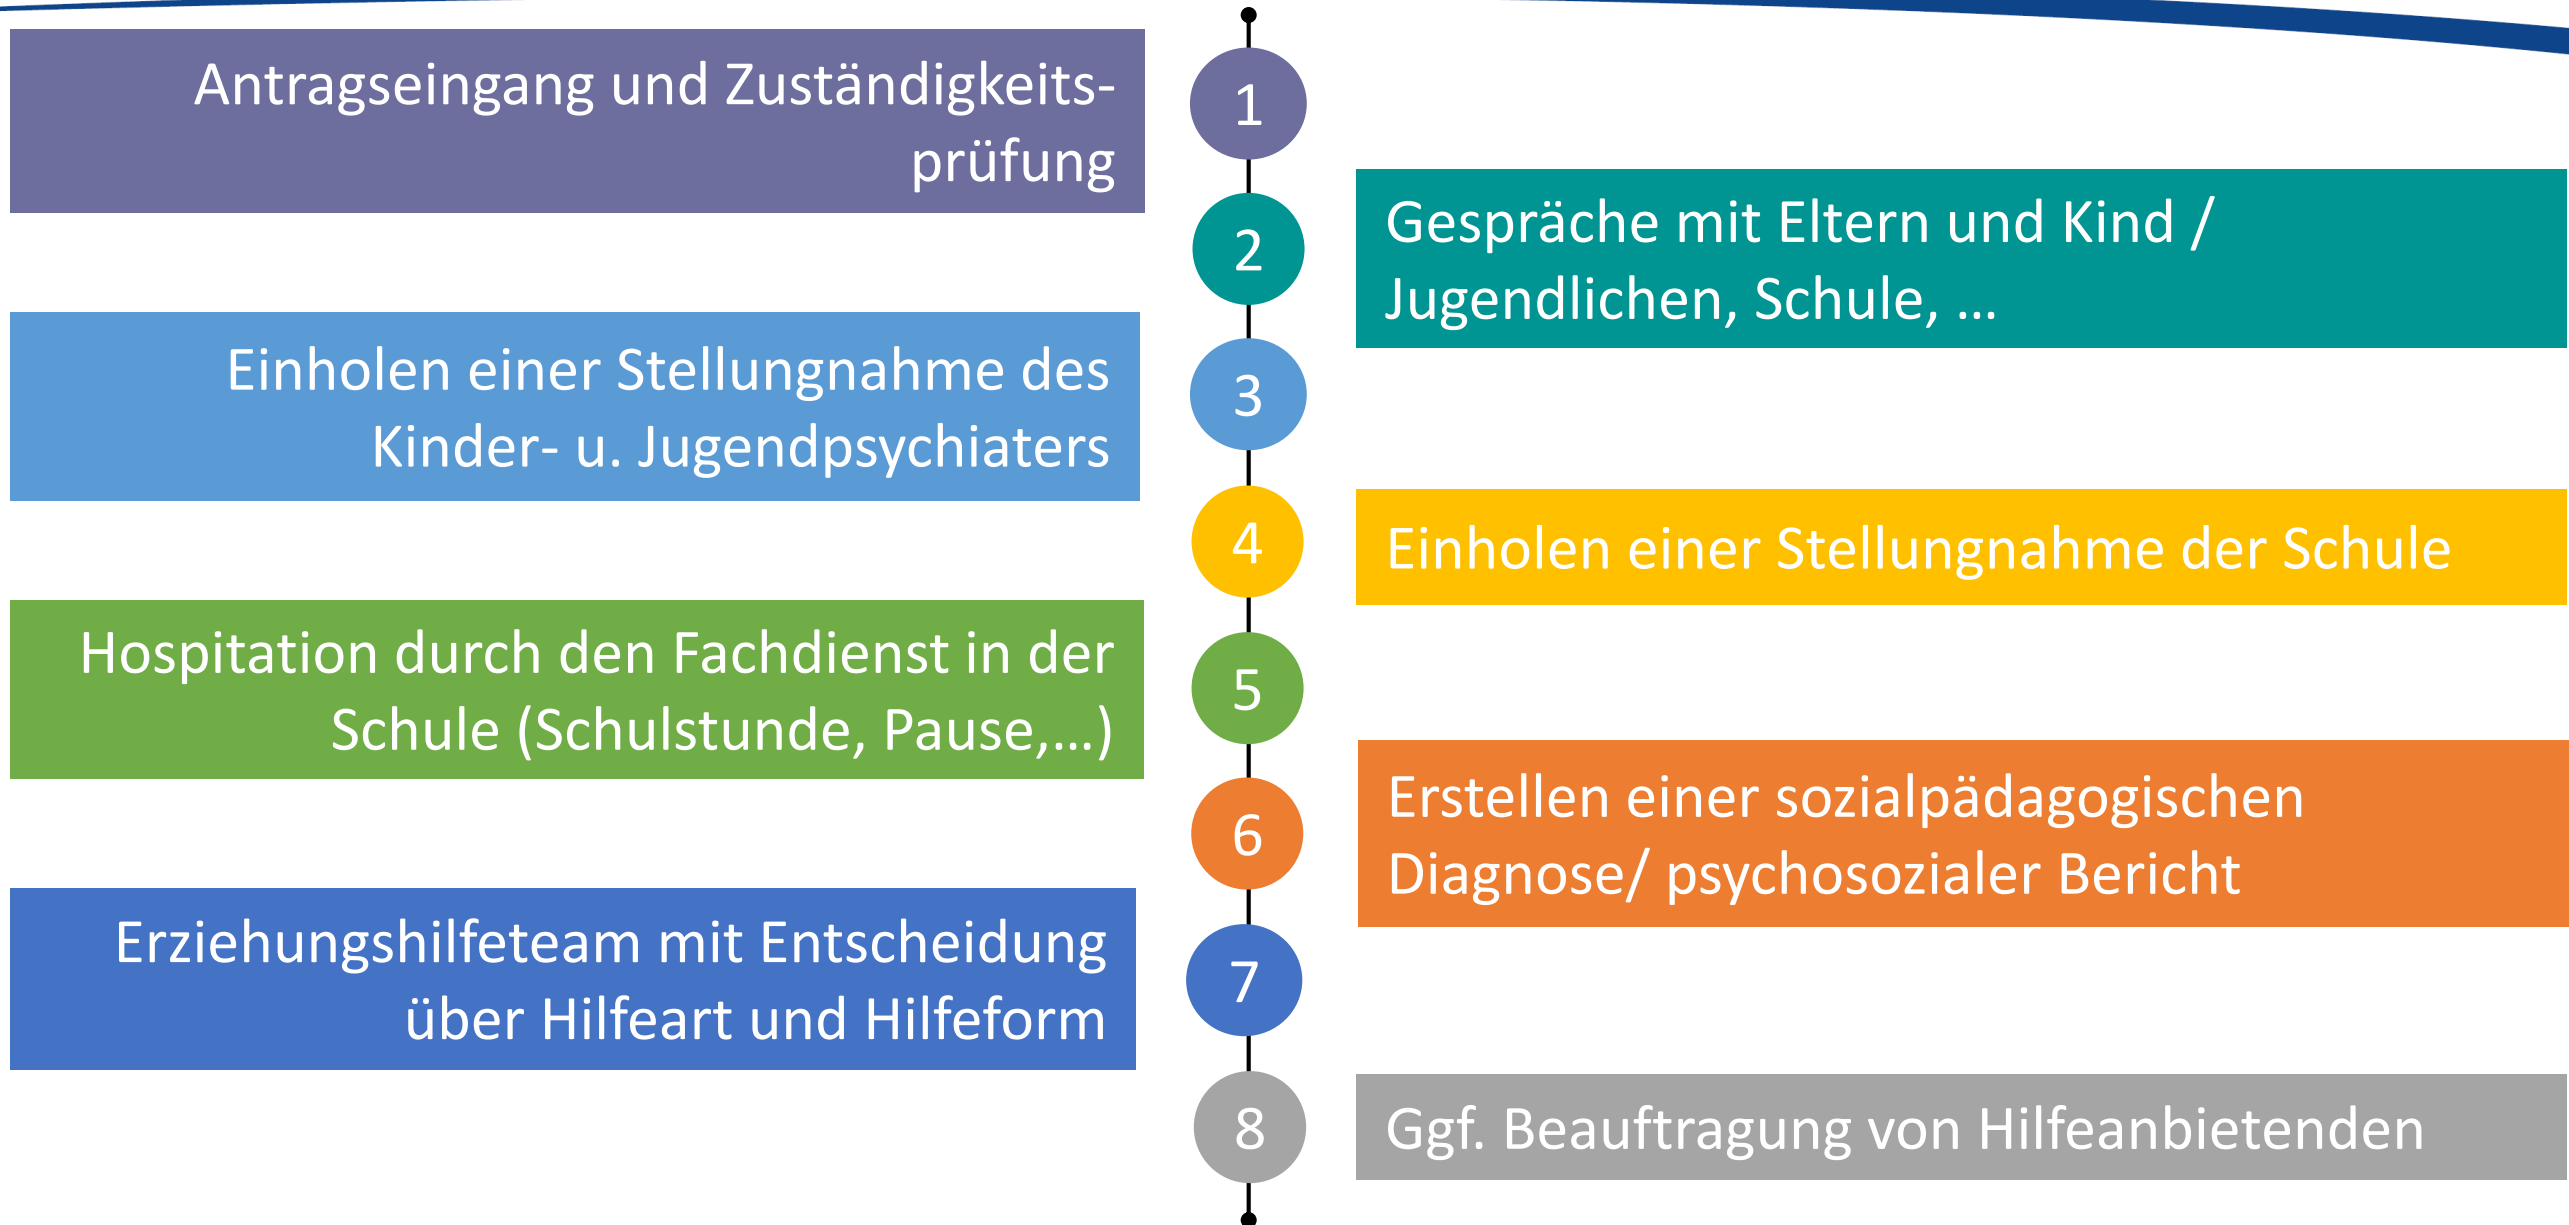 1
Antragseingang und Zuständigkeits-
prüfung
2
Gespräche mit Eltern und Kind /
Jugendlichen, Schule, ...
3
Einholen einer Stellungnahme des
Kinder- u. Jugendpsychiaters
4
Einholen einer Stellungnahme der Schule
5
Hospitation durch den Fachdienst in der
Schule (Schulstunde, Pause,...)
6
Erstellen einer sozialpädagogischen
Diagnose/ psychosozialer Bericht
7
Erziehungshilfeteam mit Entscheidung
über Hilfeart und Hilfeform
8
Ggf. Beauftragung von Hilfeanbietenden